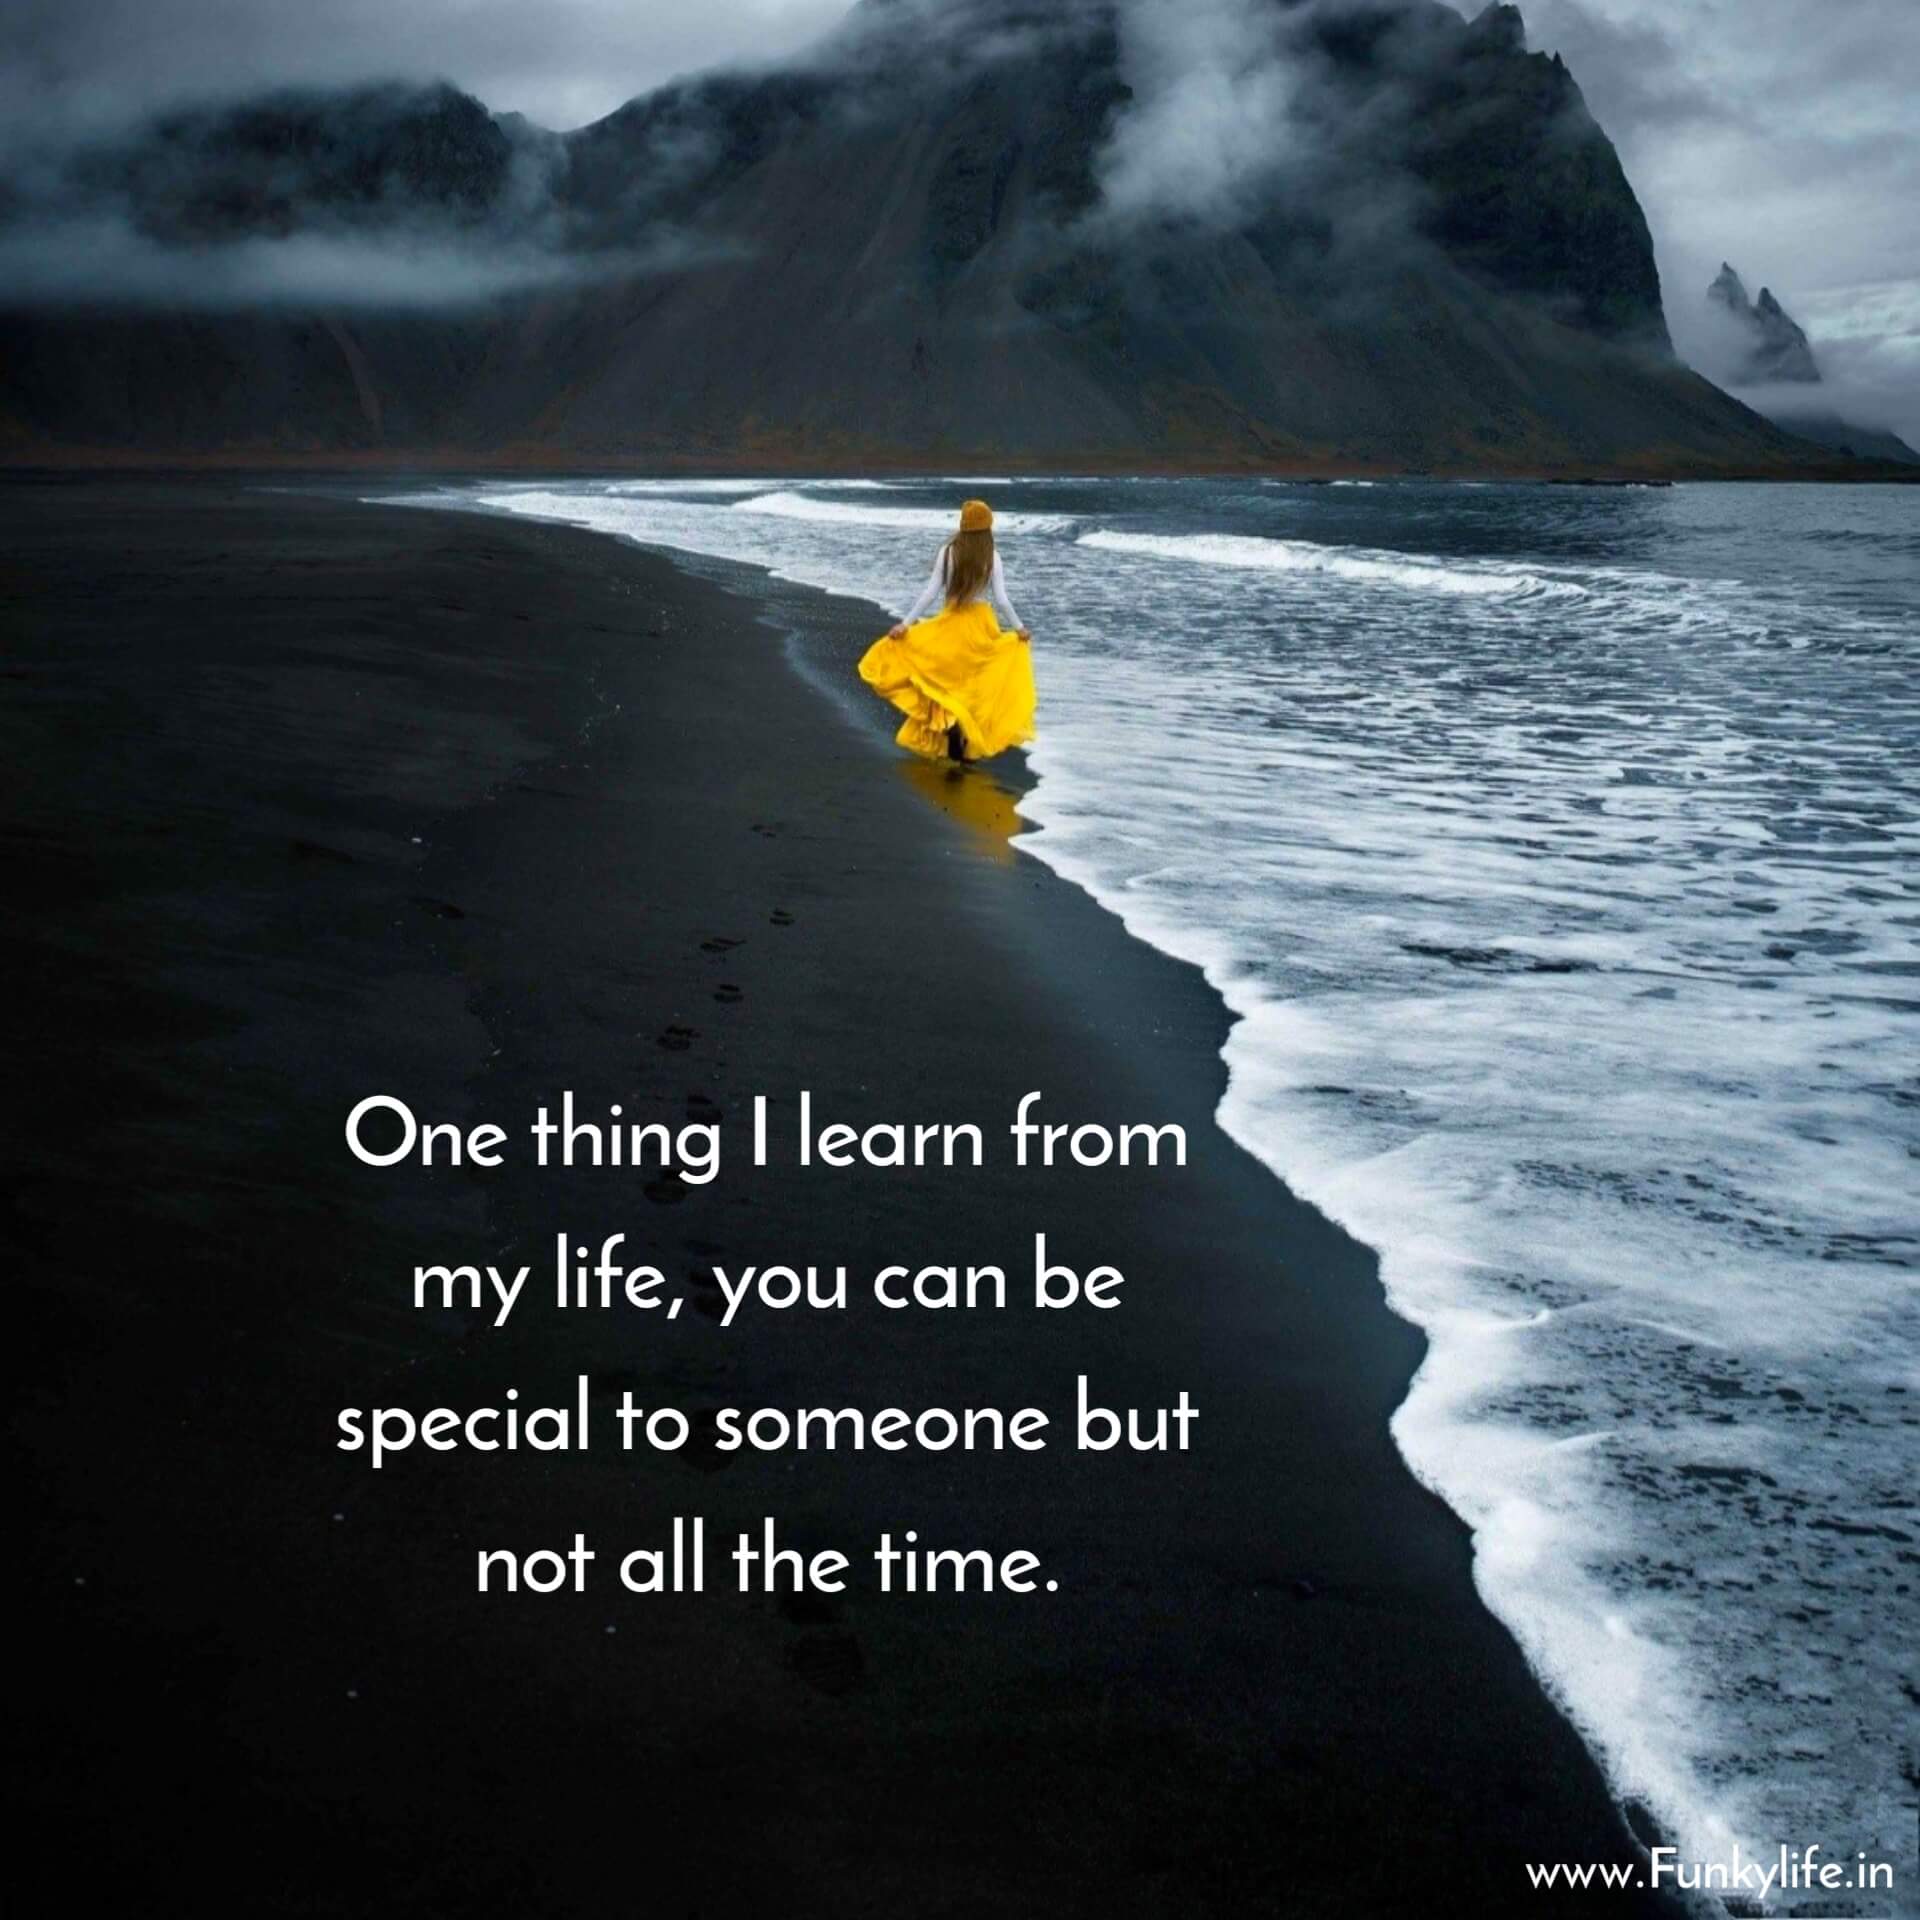 One thing I learn from
my life, you can be
special to someone but
not all the time.
www.Funkylife.in